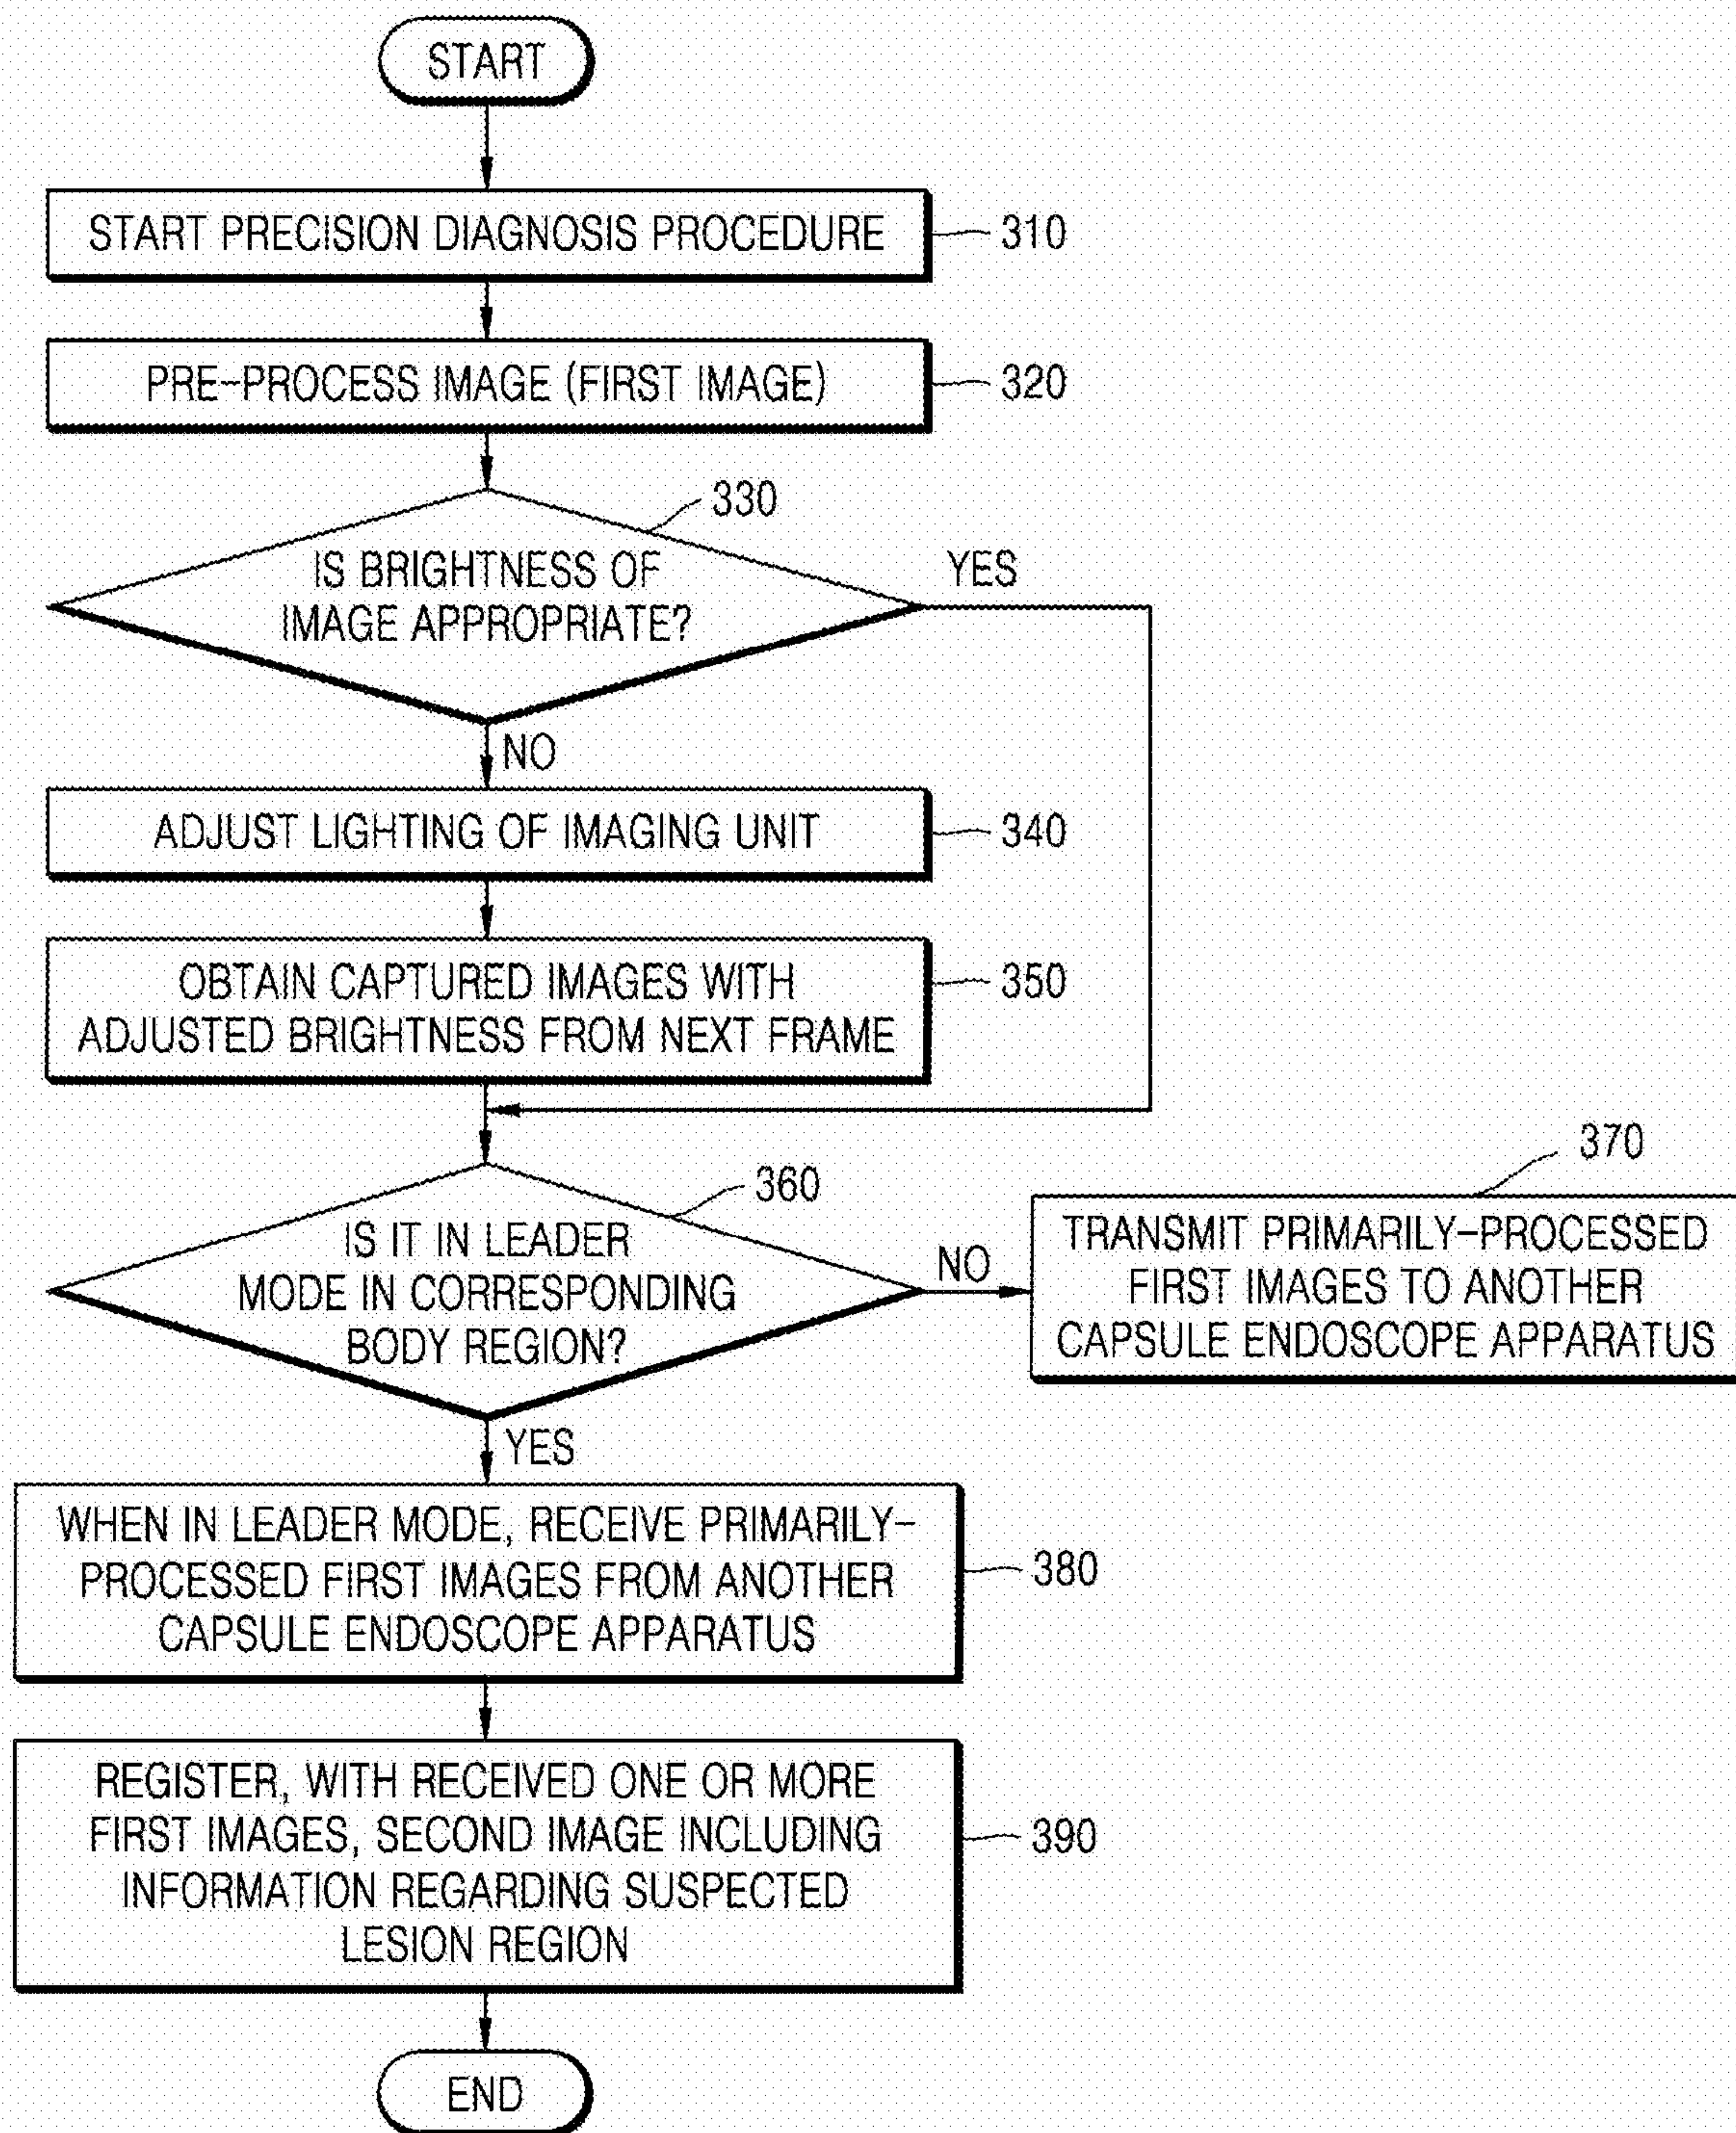 START
START PRECISION DIAGNOSIS PROCEDURE
310
PRE-PROCESS IMAGE (FIRST IMAGE)
320
330
IS BRIGHTNESS OF
IMAGE APPROPRIATE?
YES
NO
ADJUST LIGHTING OF IMAGING UNIT
340
OBTAIN CAPTURED IMAGES WITH
ADJUSTED BRIGHTNESS FROM NEXT FRAME
350
360
IS IT IN LEADER
MODE IN CORRESPONDING
BODY REGION?
NO
370
TRANSMIT PRIMARILY-PROCESSED
FIRST IMAGES TO ANOTHER
CAPSULE ENDOSCOPE APPARATUS
YES
WHEN IN LEADER MODE, RECEIVE PRIMARILY-
PROCESSED FIRST IMAGES FROM ANOTHER
CAPSULE ENDOSCOPE APPARATUS
380
REGISTER, WITH RECEIVED ONE OR MORE
FIRST IMAGES, SECOND IMAGE INCLUDING
INFORMATION REGARDING SUSPECTED
LESION REGION
390
END